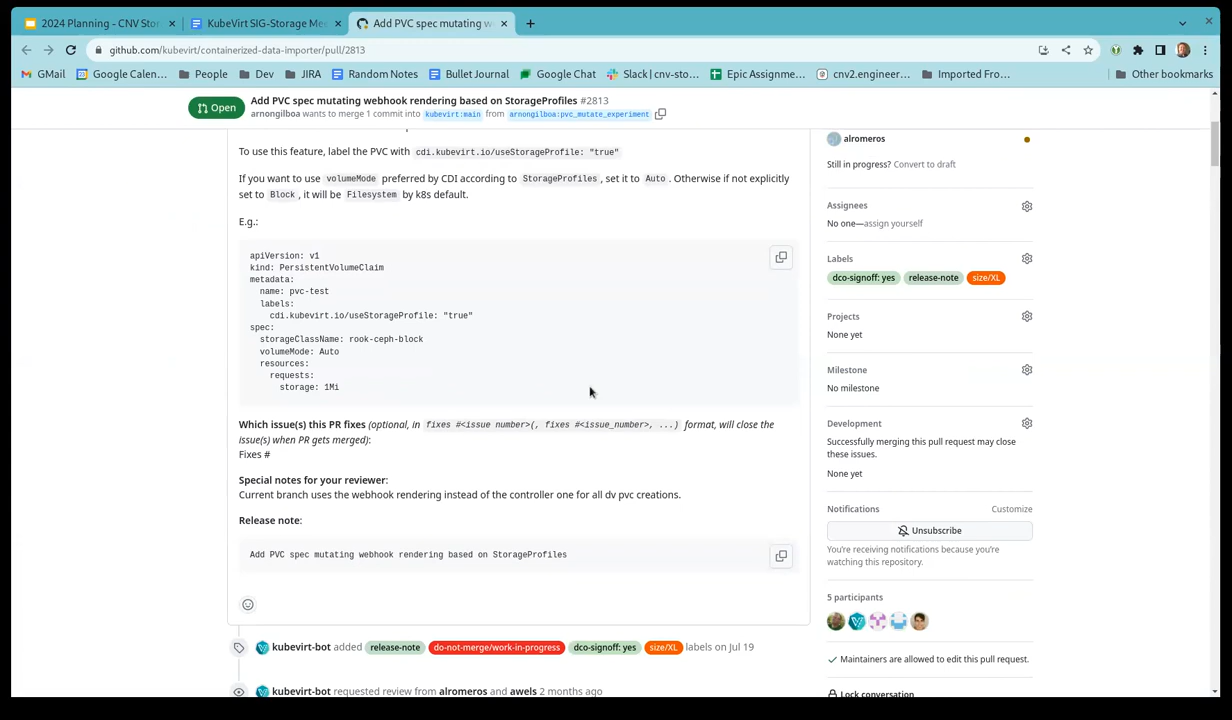 2024 Planning - CNV Stor
KubeVirt SIG-Storage Me
Add PVC spec mutating w
github.com/kubevirt/containerized-data-importer/pull/2813
GMail
Google Calen...
People
Dev
JIRA
Random Notes
Bullet Journal
Google Chat
Slack | cnv-sto...
Epic Assignme...
cnv2.engineer...
Imported Fro...
Other bookmarks
Open
Add PVC spec mutating webhook rendering based on StorageProfiles #2813
arnongilboa wants to merge 1 commit into kubevirt:main from arnongilboa:pvc_mutate_experiment
To use this feature, label the PVC with cdi.kubevirt.io/useStorageProfile: "true"
If you want to use volumeMode preferred by CDI according to StorageProfiles, set it to Auto. Otherwise if not explicitly
set to Block, it will be Filesystem by k8s default.
E.g.:
apiVersion: v1
kind: PersistentVolumeClaim
metadata:
name: pvc-test
labels:
cdi.kubevirt.io/useStorageProfile: "true"
spec:
storageClassName: rook-ceph-block
volumeMode: Auto
resources:
requests:
storage: 1Mi
Which issue(s) this PR fixes (optional, in fixes #<issue number>(, fixes #<issue_number>, ...) format, will close the
issue(s) when PR gets merged):
Fixes #
Special notes for your reviewer:
Current branch uses the webhook rendering instead of the controller one for all dv pvc creations.
Release note:
Add PVC spec mutating webhook rendering based on StorageProfiles
kubevirt-bot added release-note do-not-merge/work-in-progress dco-signoff: yes size/XL labels on Jul 19
kubevirt-bot requested review from alromeros and awels 2 months ago
alromeros
Still in progress? Convert to draft
Assignees
No one—assign yourself
Labels
dco-signoff: yes release-note size/XL
Projects
None yet
Milestone
No milestone
Development
Successfully merging this pull request may close
these issues.
None yet
Notifications Customize
Unsubscribe
You're receiving notifications because you're
watching this repository.
5 participants
Maintainers are allowed to edit this pull request.
Lock conversation